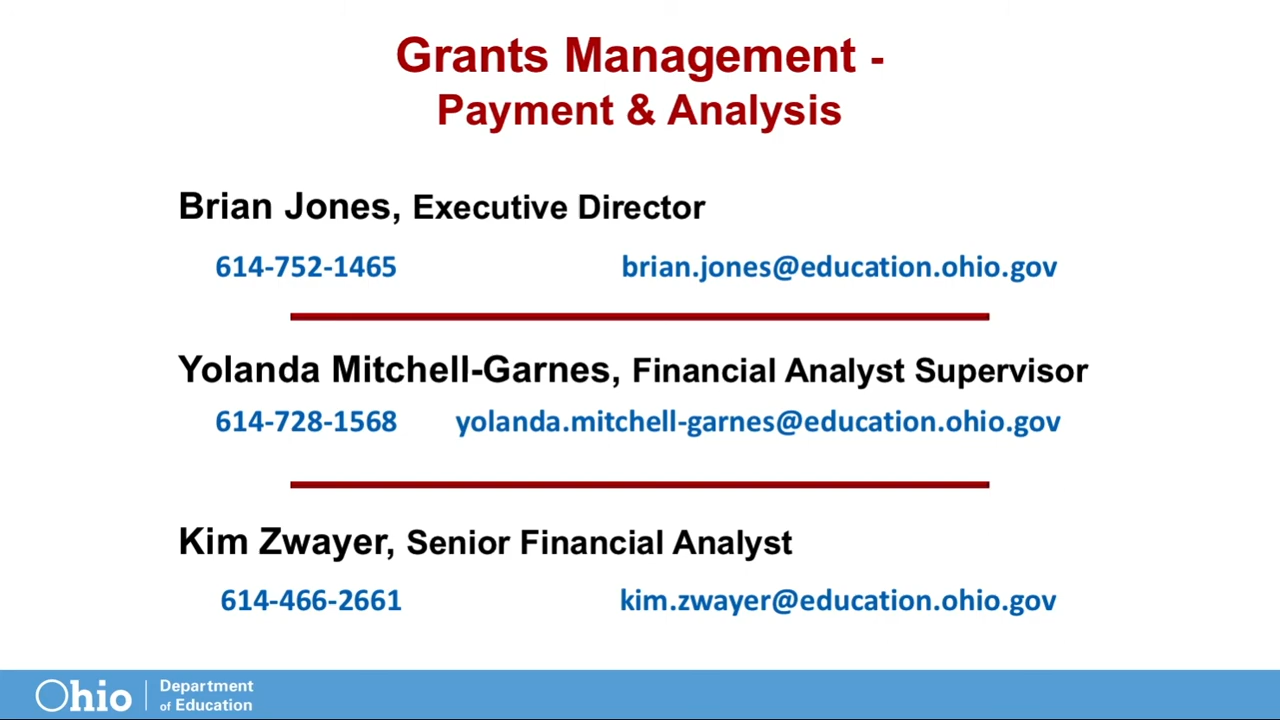 Grants Management -
Payment & Analysis
Brian Jones, Executive Director
614-752-1465 brian.jones@education.ohio.gov
Yolanda Mitchell-Garnes, Financial Analyst Supervisor
614-728-1568 yolanda.mitchell-garnes@education.ohio.gov
Kim Zwayer, Senior Financial Analyst
614-466-2661 kim.zwayer@education.ohio.gov
Ohio Department
of Education